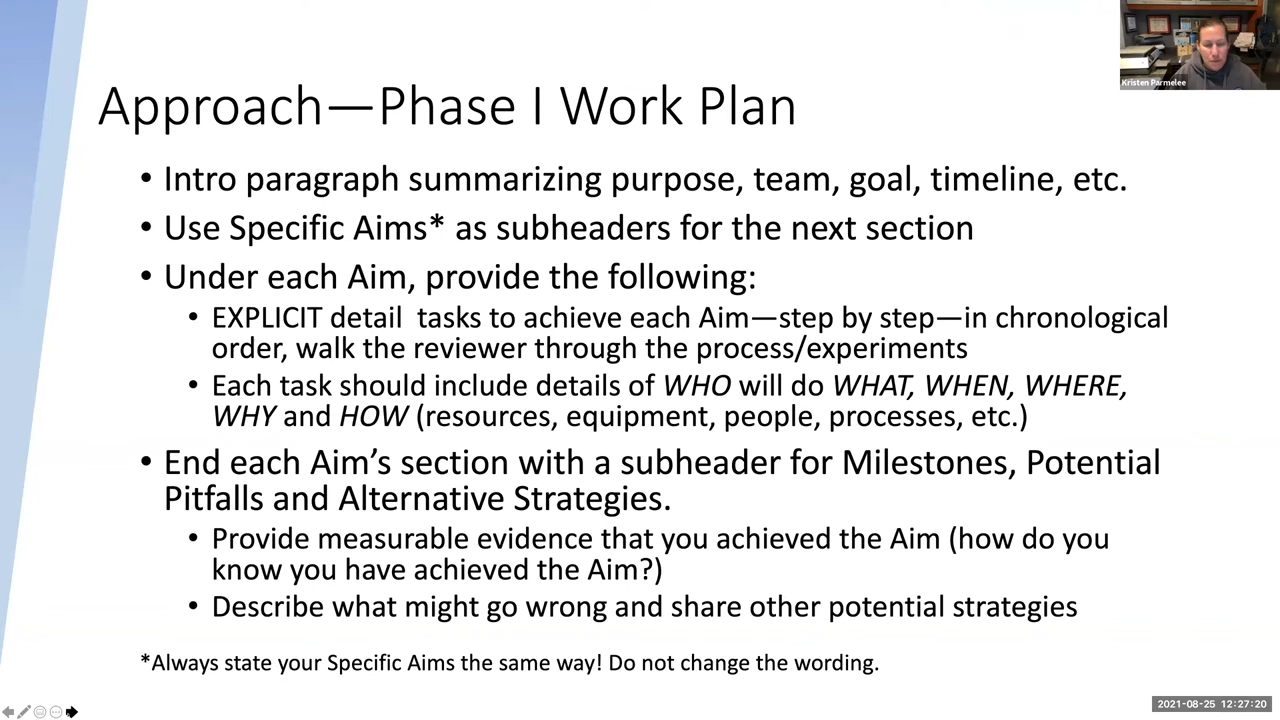 Kristen Parmelee
Approach—Phase I Work Plan
• Intro paragraph summarizing purpose, team, goal, timeline, etc.
• Use Specific Aims* as subheaders for the next section
• Under each Aim, provide the following:
• EXPLICIT detail  tasks to achieve each Aim—step by step—in chronological
order, walk the reviewer through the process/experiments
• Each task should include details of WHO will do WHAT, WHEN, WHERE,
WHY and HOW (resources, equipment, people, processes, etc.)
• End each Aim’s section with a subheader for Milestones, Potential
Pitfalls and Alternative Strategies.
• Provide measurable evidence that you achieved the Aim (how do you
know you have achieved the Aim?)
• Describe what might go wrong and share other potential strategies
*Always state your Specific Aims the same way! Do not change the wording.
2021-08-25 12:27:20